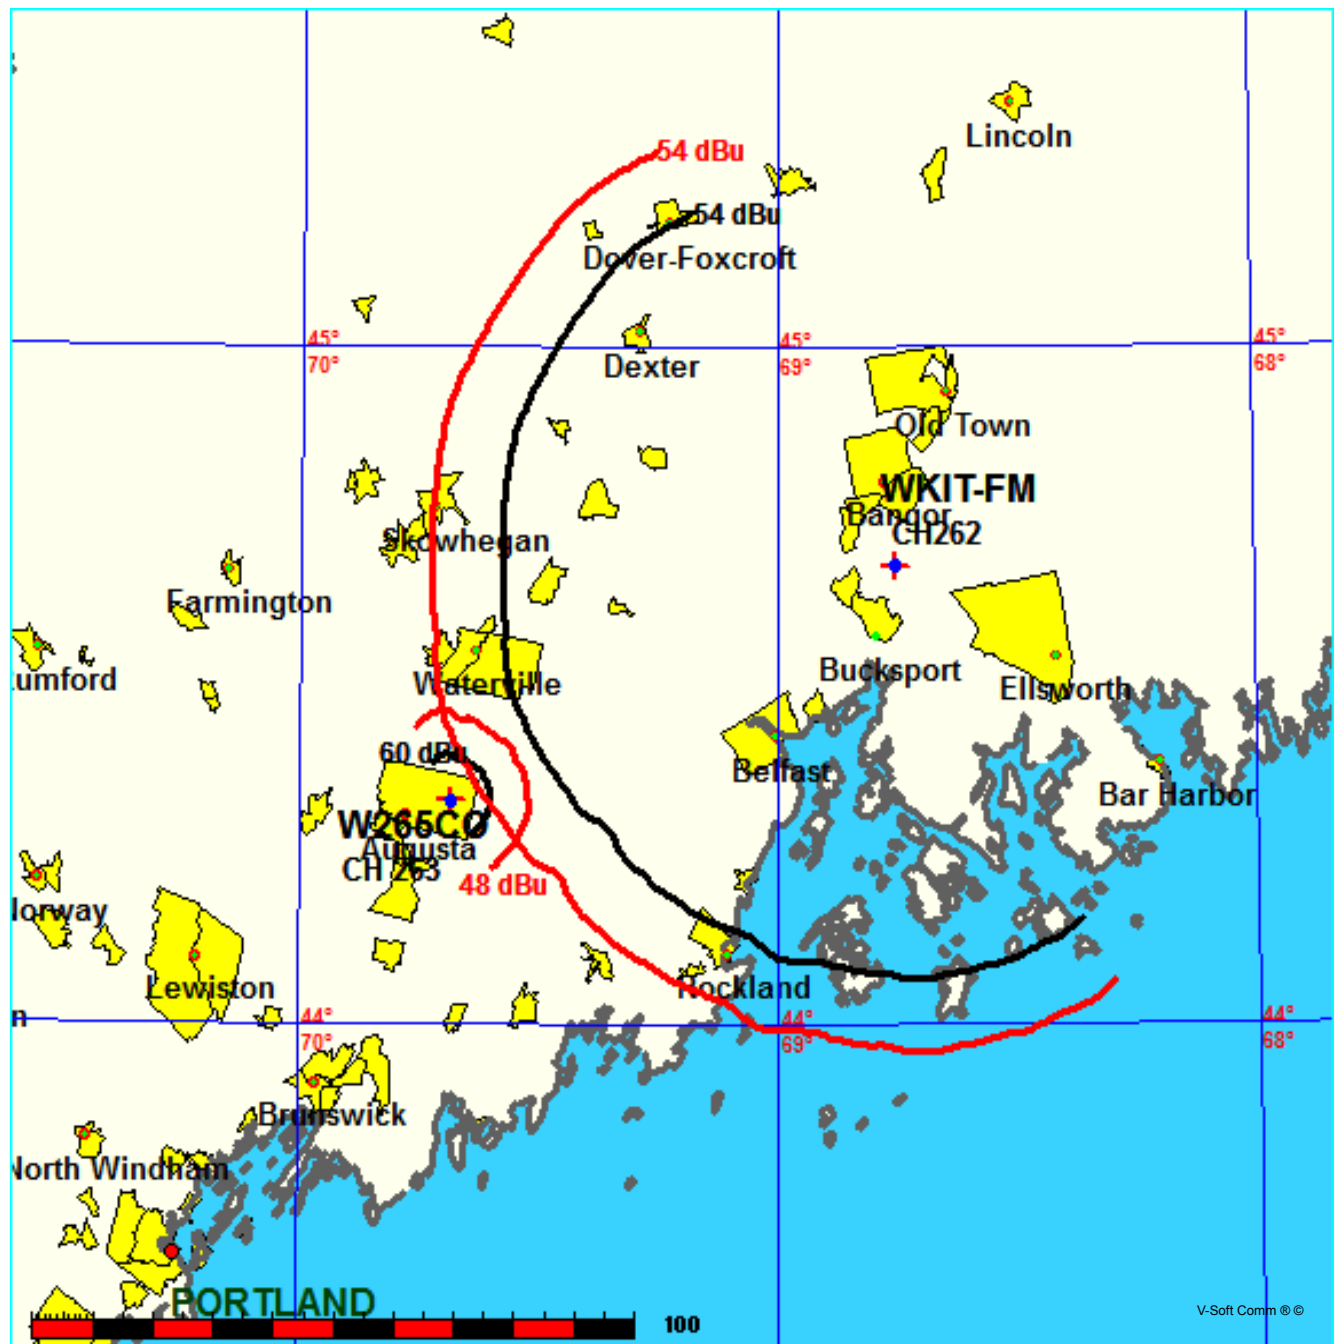 Lincoln
54 dBu
54 dBu
Dover-Foxcroft
45°
70°
45°
69°
45°
68°
Dexter
Old Town
WKIT-FM
Bangor
CH262
Skowhegan
Farmington
Waterville
Bucksport
Ellsworth
umford
60 dBu
Belfast
Bar Harbor
W265CO
Augusta
CH 263
48 dBu
Norway
Lewiston
Rockland
n
44°
70°
44°
69°
44°
68°
Brunswick
North Windham
PORTLAND
100
V-Soft Comm ® ©